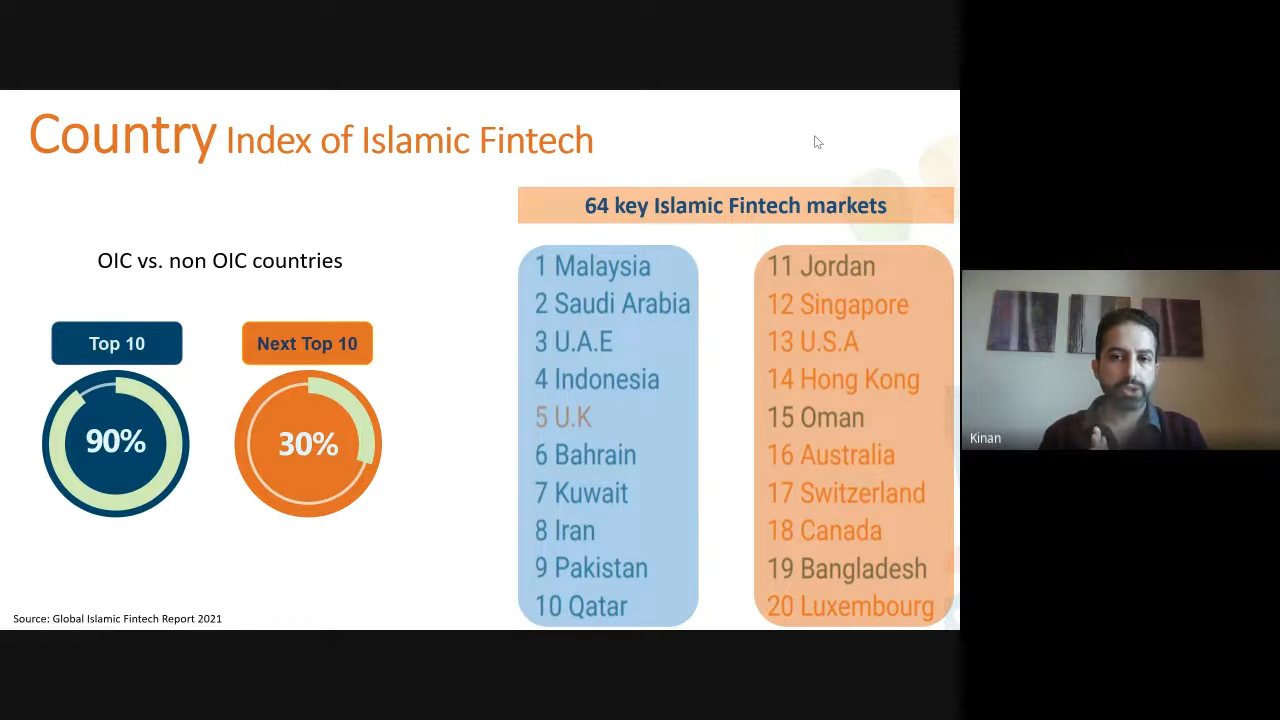 Country Index of Islamic Fintech
64 key Islamic Fintech markets
OIC vs. non OIC countries
Top 10
Next Top 10
90%
30%
1 Malaysia
2 Saudi Arabia
3 U.A.E
4 Indonesia
5 U.K
6 Bahrain
7 Kuwait
8 Iran
9 Pakistan
10 Qatar
11 Jordan
12 Singapore
13 U.S.A
14 Hong Kong
15 Oman
16 Australia
17 Switzerland
18 Canada
19 Bangladesh
20 Luxembourg
Source: Global Islamic Fintech Report 2021
Kinan